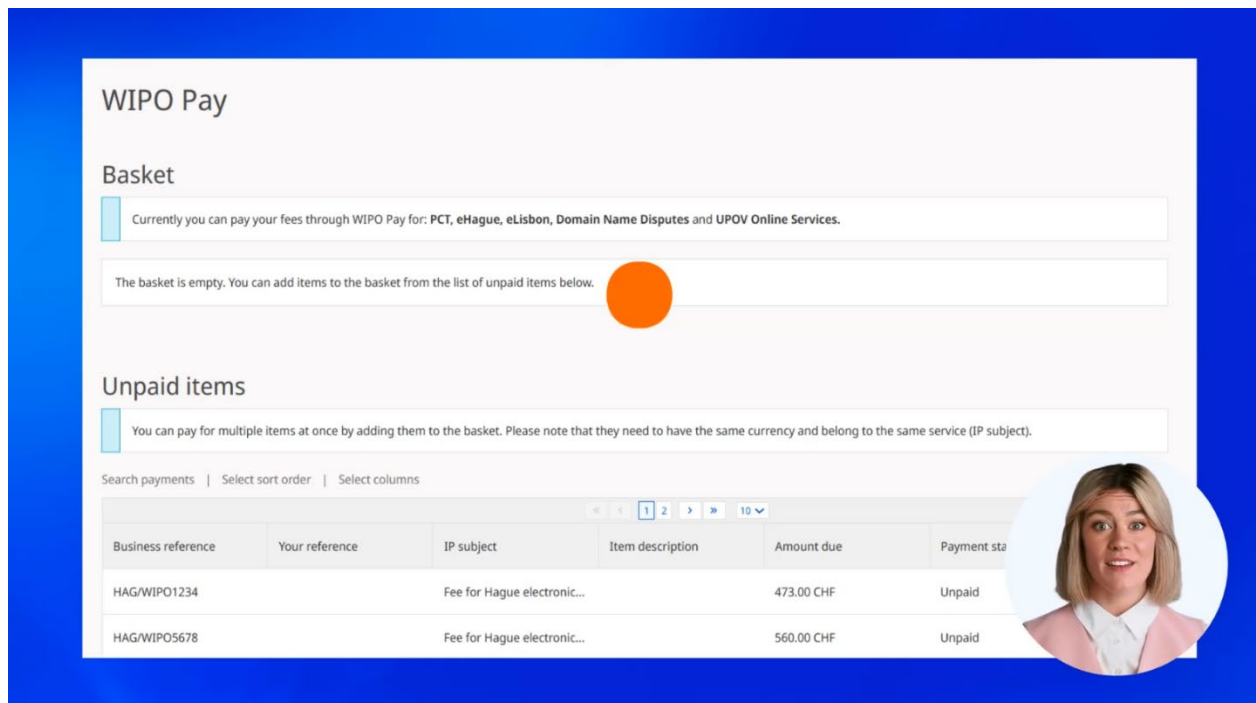 WIPO Pay
Basket
Currently you can pay your fees through WIPO Pay for: PCT, eHague, eLisbon, Domain Name Disputes and UPOV Online Services.
The basket is empty. You can add items to the basket from the list of unpaid items below.
Unpaid items
You can pay for multiple items at once by adding them to the basket. Please note that they need to have the same currency and belong to the same service (IP subject).
Search payments | Select sort order | Select columns
« < 1 2 > » 10
Business reference Your reference IP subject Item description Amount due Payment sta
HAG/WIPO1234 Fee for Hague electronic... 473.00 CHF Unpaid
HAG/WIPO5678 Fee for Hague electronic... 560.00 CHF Unpaid